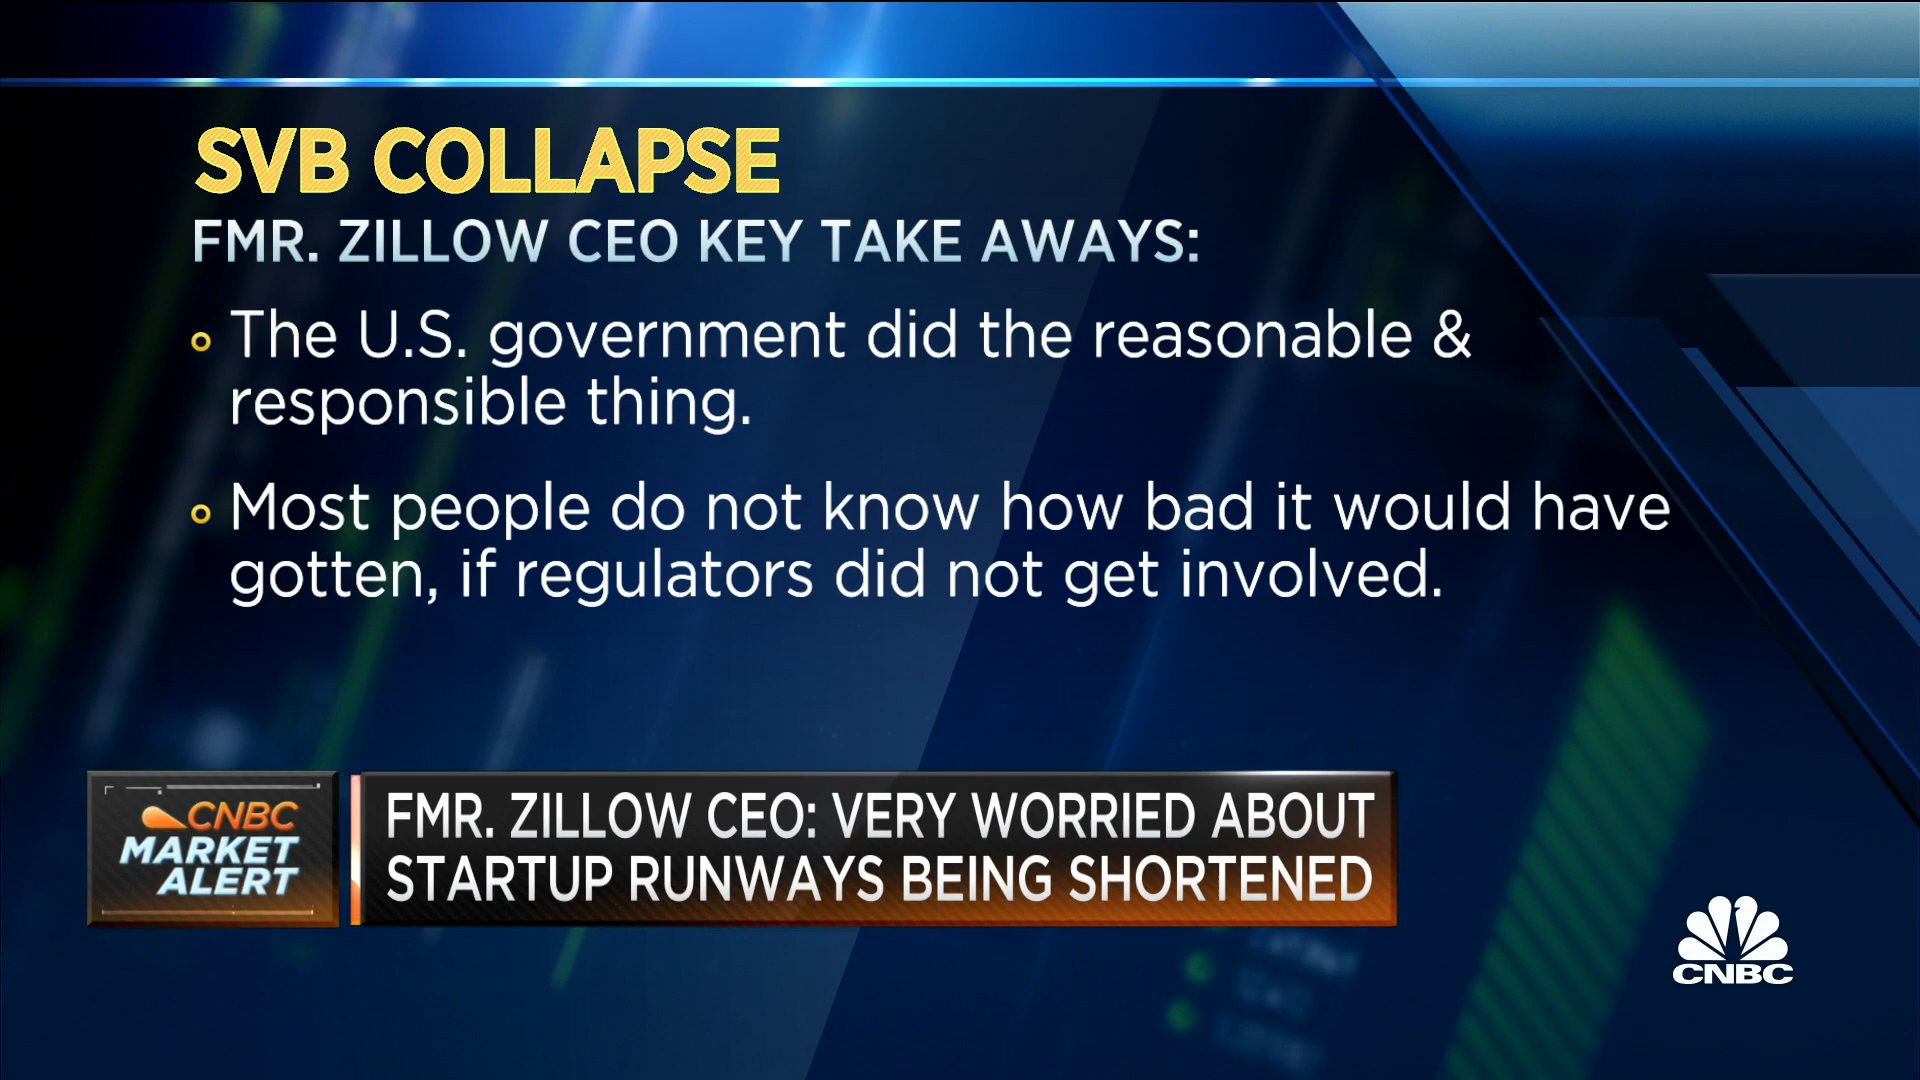 SVB COLLAPSE
FMR. ZILLOW CEO KEY TAKE AWAYS:
The U.S. government did the reasonable &
responsible thing.
Most people do not know how bad it would have
gotten, if regulators did not get involved.
CNBC
MARKET
ALERT
FMR. ZILLOW CEO: VERY WORRIED ABOUT
STARTUP RUNWAYS BEING SHORTENED
CNBC